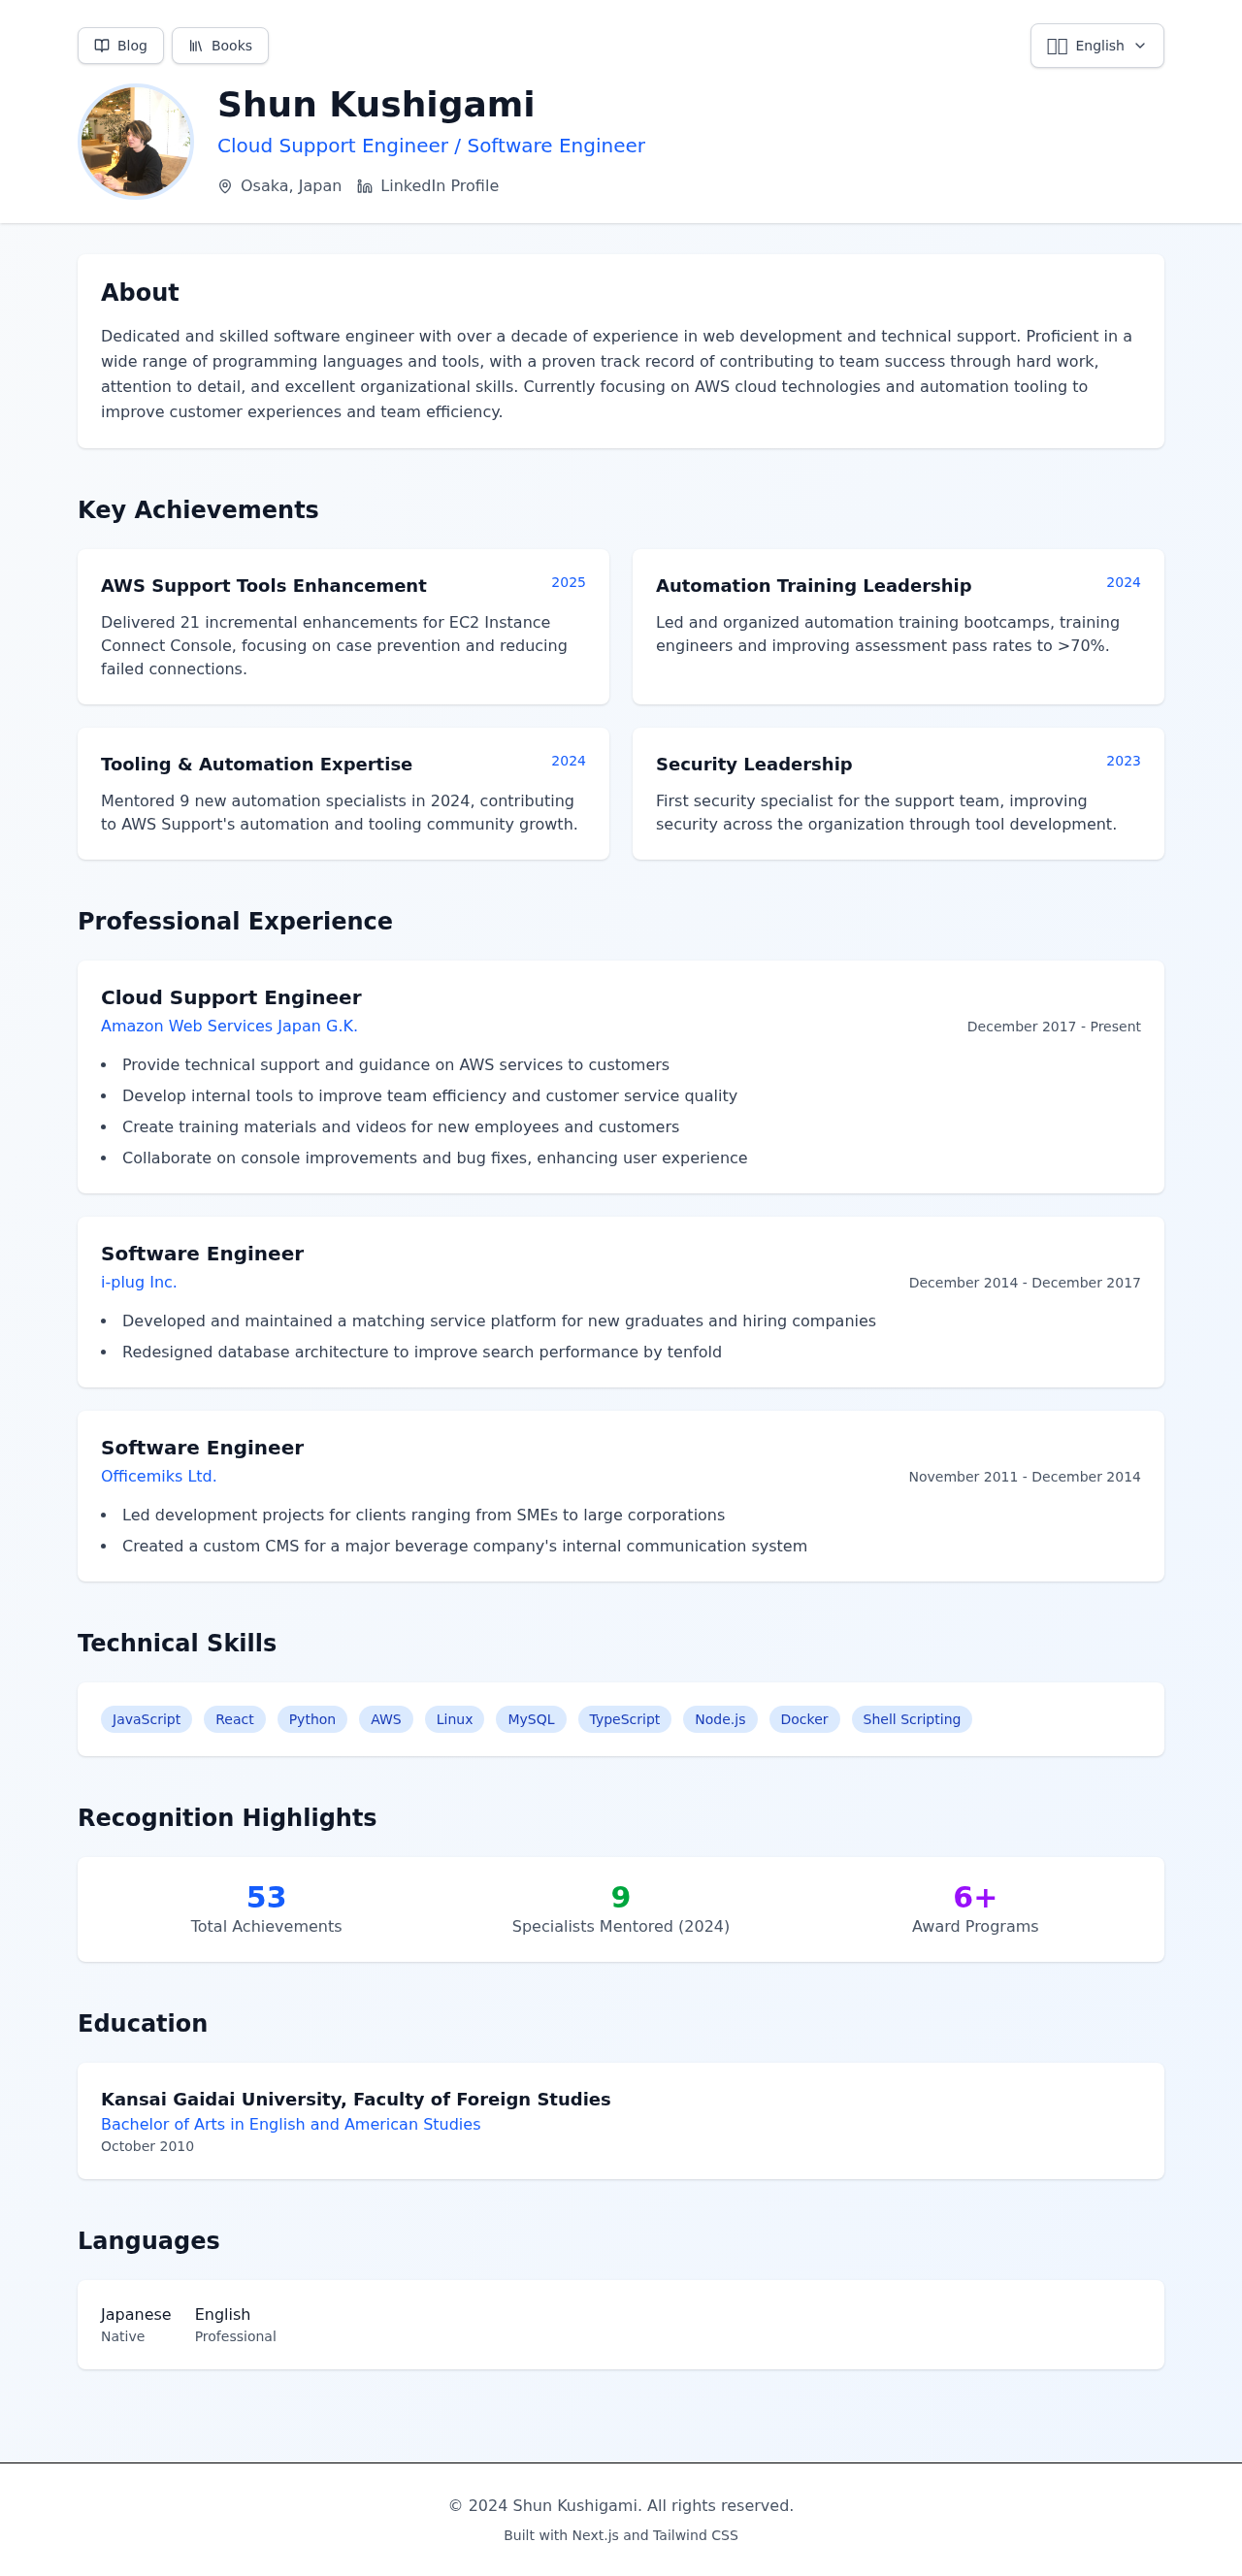 Blog
Books
English
Shun Kushigami
Cloud Support Engineer / Software Engineer
Osaka, Japan
LinkedIn Profile
About
Dedicated and skilled software engineer with over a decade of experience in web development and technical support. Proficient in a
wide range of programming languages and tools, with a proven track record of contributing to team success through hard work,
attention to detail, and excellent organizational skills. Currently focusing on AWS cloud technologies and automation tooling to
improve customer experiences and team efficiency.
Key Achievements
AWS Support Tools Enhancement
2025
Delivered 21 incremental enhancements for EC2 Instance
Connect Console, focusing on case prevention and reducing
failed connections.
Automation Training Leadership
2024
Led and organized automation training bootcamps, training
engineers and improving assessment pass rates to >70%.
Tooling & Automation Expertise
2024
Mentored 9 new automation specialists in 2024, contributing
to AWS Support's automation and tooling community growth.
Security Leadership
2023
First security specialist for the support team, improving
security across the organization through tool development.
Professional Experience
Cloud Support Engineer
Amazon Web Services Japan G.K.
December 2017 - Present
• Provide technical support and guidance on AWS services to customers
• Develop internal tools to improve team efficiency and customer service quality
• Create training materials and videos for new employees and customers
• Collaborate on console improvements and bug fixes, enhancing user experience
Software Engineer
i-plug Inc.
December 2014 - December 2017
• Developed and maintained a matching service platform for new graduates and hiring companies
• Redesigned database architecture to improve search performance by tenfold
Software Engineer
Officemiks Ltd.
November 2011 - December 2014
• Led development projects for clients ranging from SMEs to large corporations
• Created a custom CMS for a major beverage company's internal communication system
Technical Skills
JavaScript
React
Python
AWS
Linux
MySQL
TypeScript
Node.js
Docker
Shell Scripting
Recognition Highlights
53
Total Achievements
9
Specialists Mentored (2024)
6+
Award Programs
Education
Kansai Gaidai University, Faculty of Foreign Studies
Bachelor of Arts in English and American Studies
October 2010
Languages
Japanese
Native
English
Professional
© 2024 Shun Kushigami. All rights reserved.
Built with Next.js and Tailwind CSS